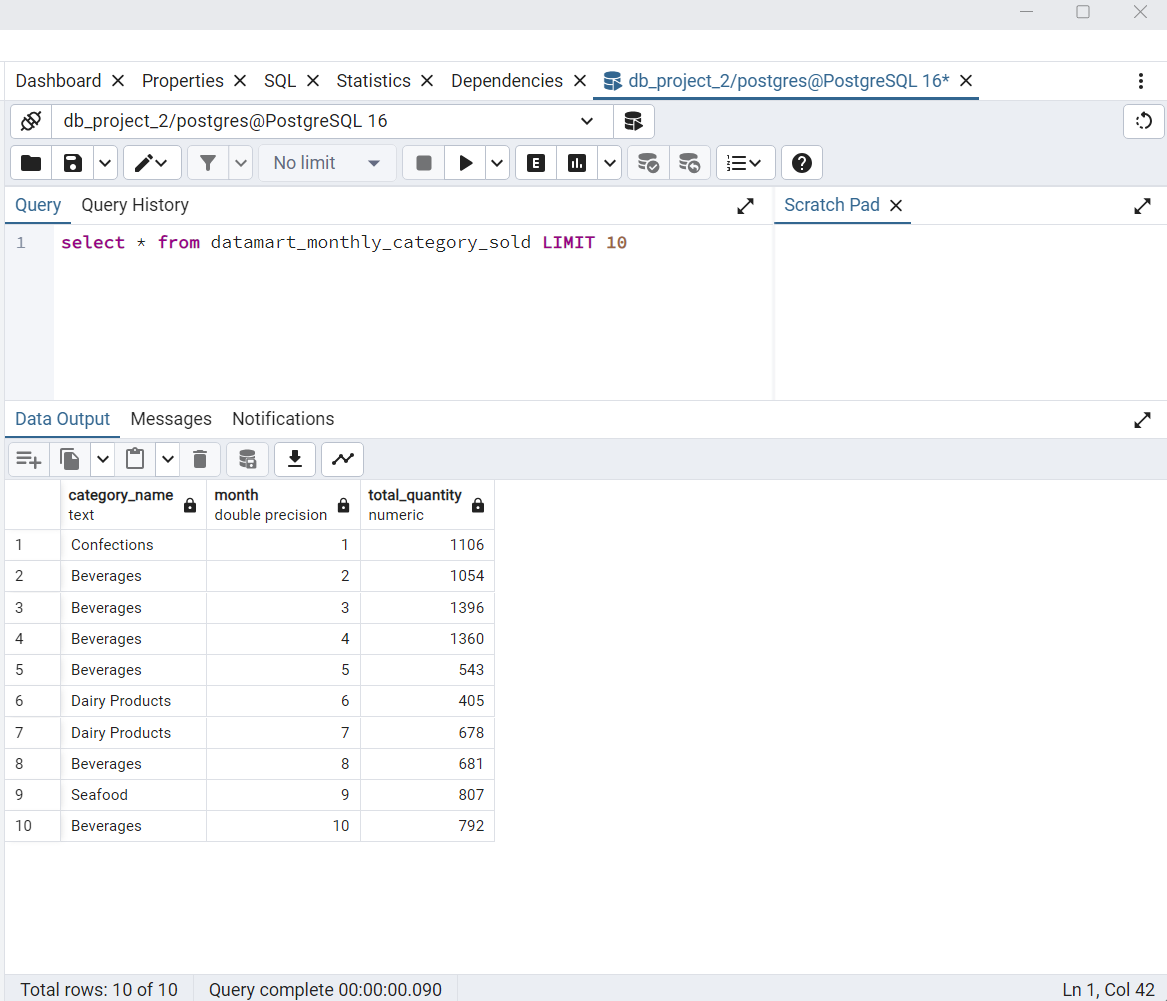 Dashboard Properties SQL Statistics Dependencies db_project_2/postgres@PostgreSQL 16*
db_project_2/postgres@PostgreSQL 16
No limit E
Query Query History Scratch Pad
1 select * from datamart_monthly_category_sold LIMIT 10
Data Output Messages Notifications
category_name month total_quantity
text double precision numeric
1 Confections 1 1106
2 Beverages 2 1054
3 Beverages 3 1396
4 Beverages 4 1360
5 Beverages 5 543
6 Dairy Products 6 405
7 Dairy Products 7 678
8 Beverages 8 681
9 Seafood 9 807
10 Beverages 10 792
Total rows: 10 of 10 Query complete 00:00:00.090 Ln 1, Col 42